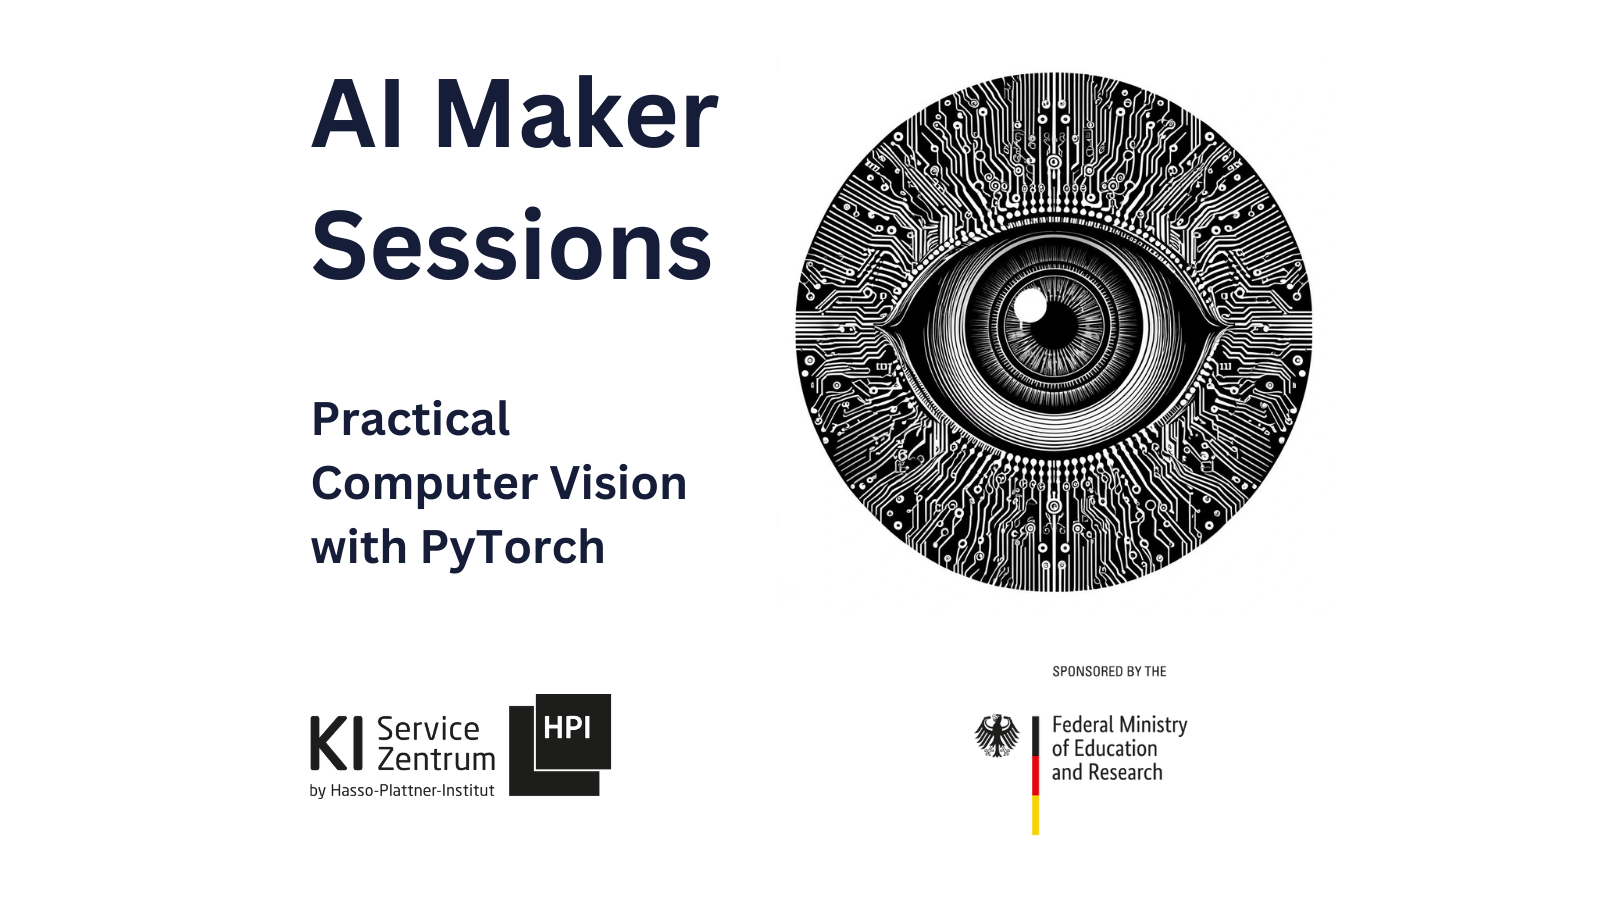 AI Maker
Sessions
Practical
Computer Vision
with PyTorch
KI Service
Zentrum
by Hasso-Plattner-Institut
HPI
SPONSORED BY THE
Federal Ministry
of Education
and Research